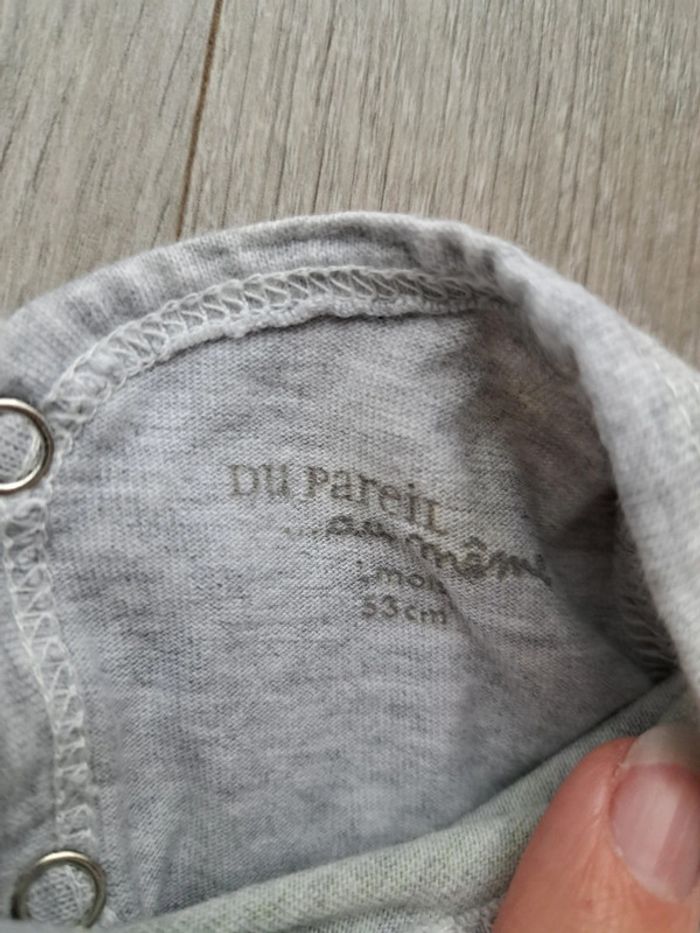 DU PareiL
...au même
1 mois
53cm